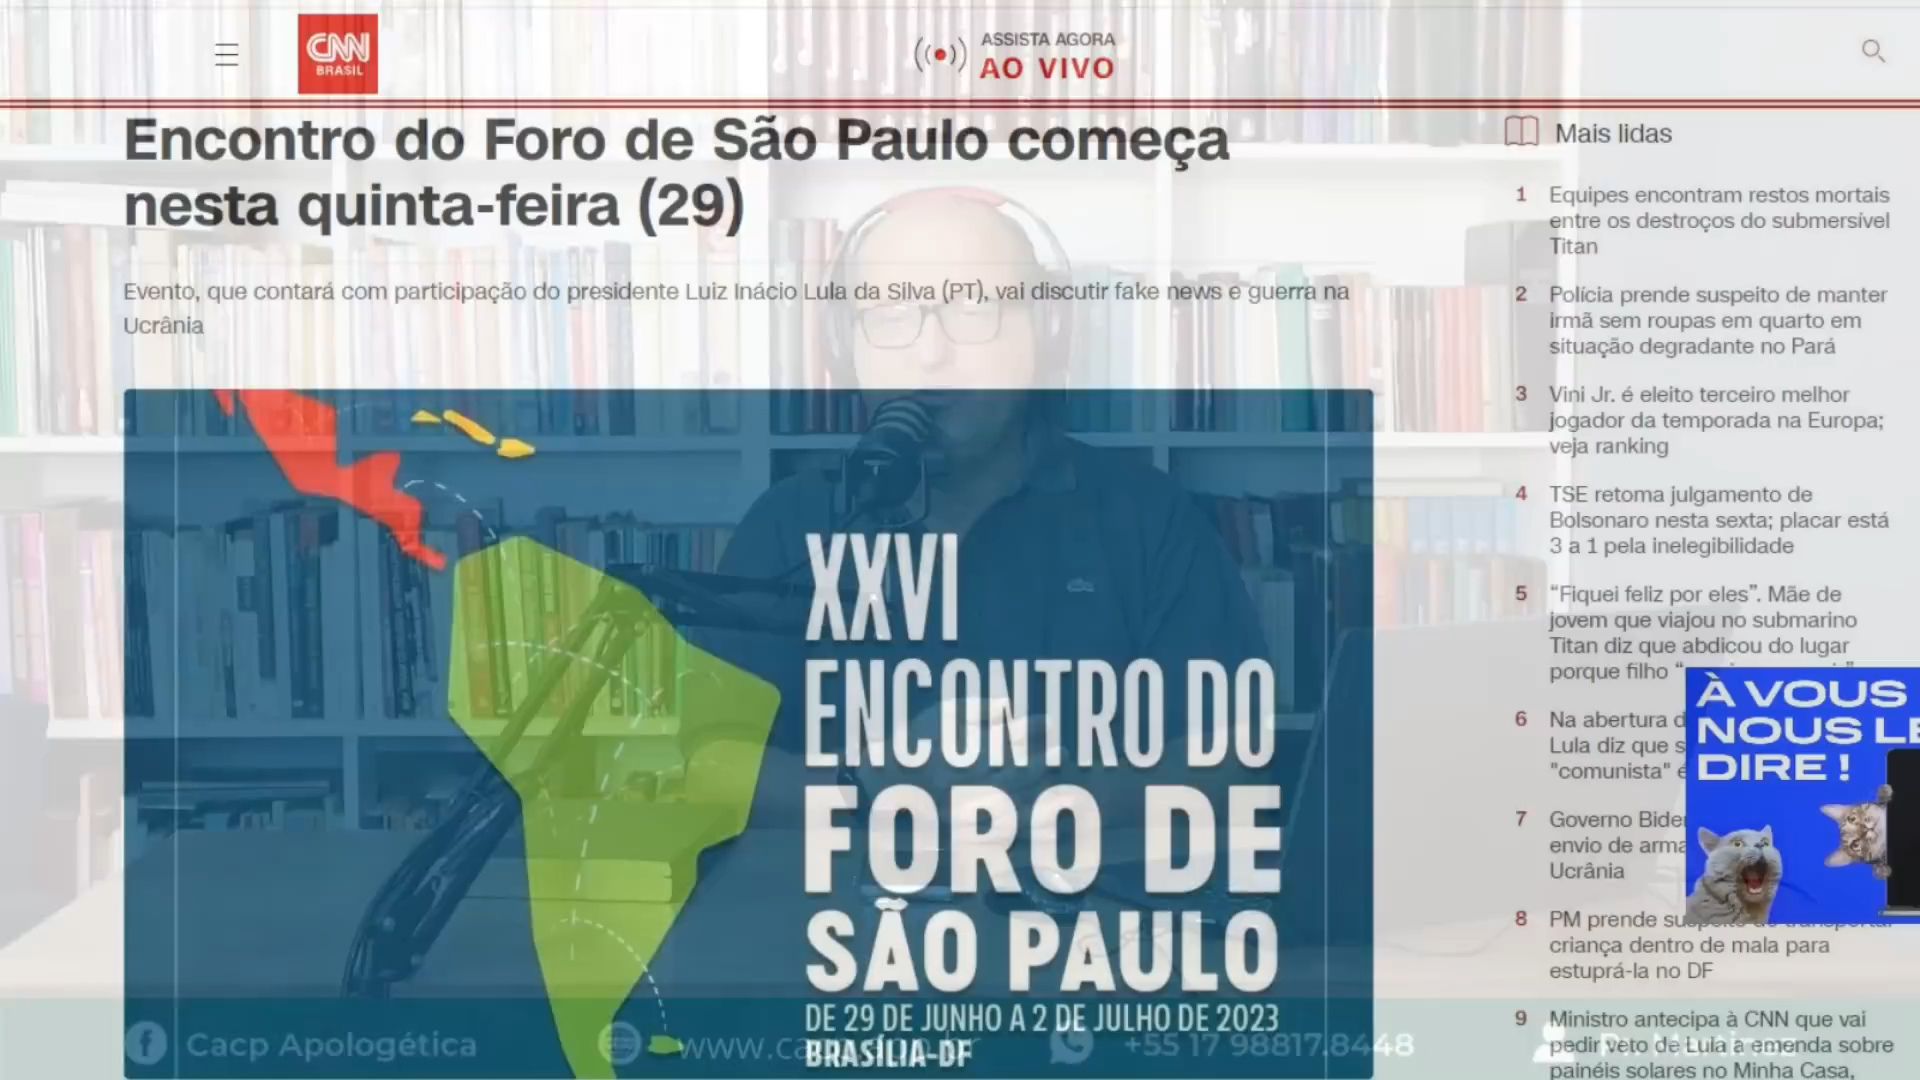 CNN
BRASIL
ASSISTA AGORA
AO VIVO
Encontro do Foro de São Paulo começa
nesta quinta-feira (29)
Evento, que contará com participação do presidente Luiz Inácio Lula da Silva (PT), vai discutir fake news e guerra na
Ucrânia
XXVI
ENCONTRO DO
FORO DE
SÃO PAULO
DE 29 DE JUNHO A 2 DE JULHO DE 2023
BRASÍLIA-DF
Mais lidas
1 Equipes encontram restos mortais
entre os destroços do submersível
Titan
2 Polícia prende suspeito de manter
irmã sem roupas em quarto em
situação degradante no Pará
3 Vini Jr. é eleito terceiro melhor
jogador da temporada na Europa;
veja ranking
4 TSE retoma julgamento de
Bolsonaro nesta sexta; placar está
3 a 1 pela inelegibilidade
5 “Fiquei feliz por eles”. Mãe de
jovem que viajou no submarino
Titan diz que abdicou do lugar
porque filho “
6 Na abertura d
Lula diz que s
"comunista" é
7 Governo Bide
envio de arma
Ucrânia
8 PM prende suspeito de transportar
criança dentro de mala para
estuprá-la no DF
9 Ministro antecipa à CNN que vai
pedir veto de Lula a emenda sobre
painéis solares no Minha Casa,
À VOUS
NOUS LE
DIRE !
Cacp Apologética
+55 17 98817.8448